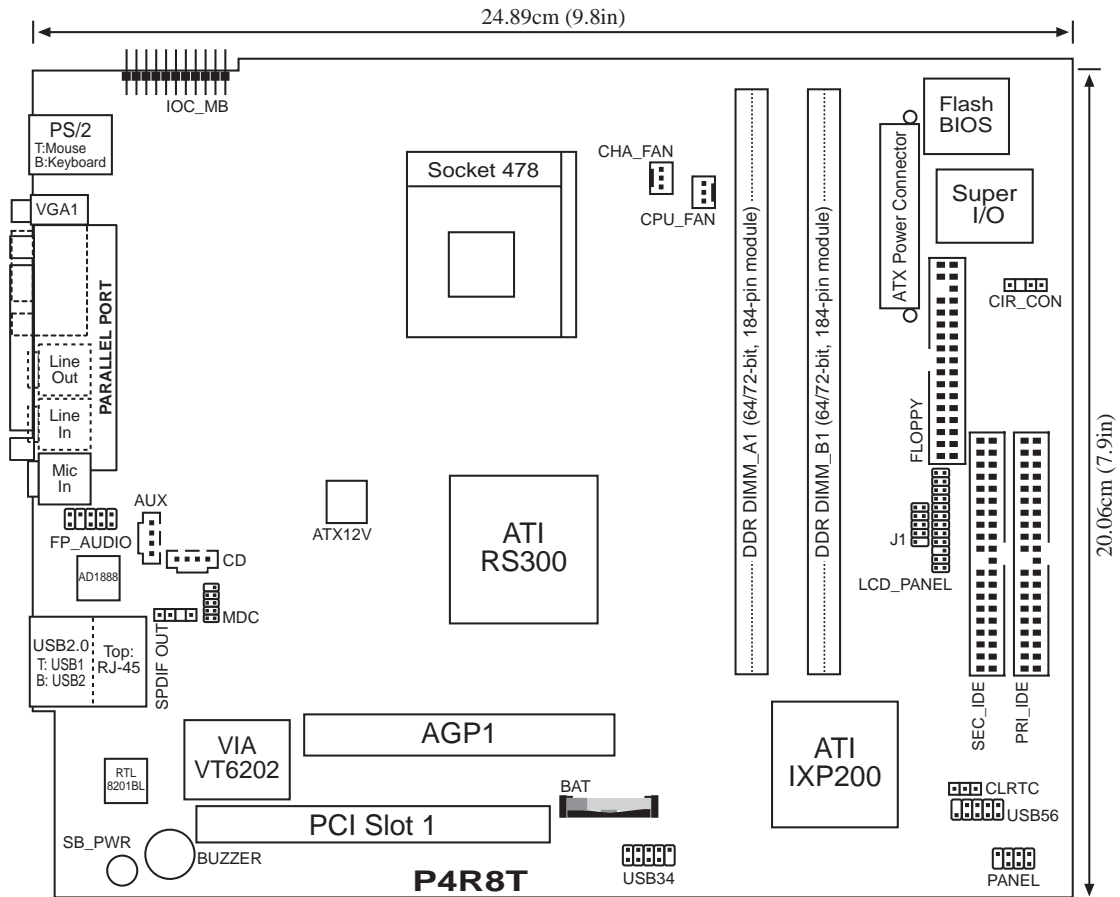 24.89cm (9.8in)
IOC_MB
PS/2
T:Mouse
B:Keyboard
VGA1
PARALLEL PORT
Line
Out
Line
In
Mic
In
Socket 478
CHA_FAN
CPU_FAN
DDR DIMM_A1 (64/72-bit, 184-pin module)
DDR DIMM_B1 (64/72-bit, 184-pin module)
ATX Power Connector
Flash
BIOS
Super
I/O
CIR_CON
FLOPPY
20.06cm (7.9in)
FP_AUDIO
AUX
CD
AD1888
MDC
SPDIF OUT
ATX12V
ATI
RS300
J1
LCD_PANEL
SEC_IDE
PRI_IDE
USB2.0
T: USB1
B: USB2
Top:
RJ-45
VIA
VT6202
AGP1
ATI
IXP200
RTL
8201BL
BAT
CLRTC
USB56
PCI Slot 1
SB_PWR
BUZZER
USB34
PANEL
P4R8T